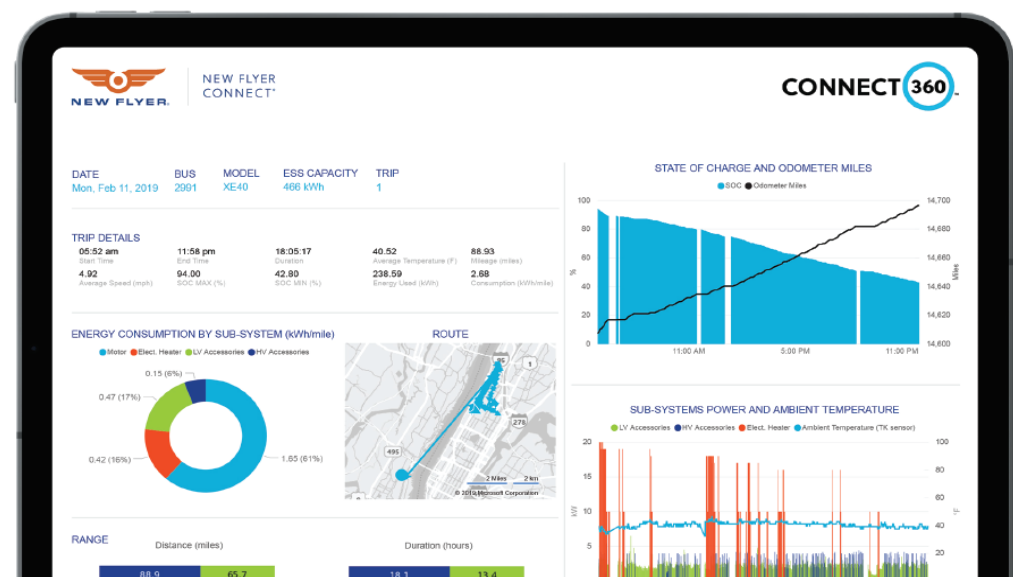 NEW FLYER
NEW FLYER CONNECT
CONNECT 360
DATE BUS MODEL ESS CAPACITY TRIP
Mon, Feb 11, 2019 2991 XE40 466 kWh 1
TRIP DETAILS
05:52 am 11:58 pm 18:05:17 40.52 88.93
Start Time End Time Duration Average Temperature (F) Mileage (miles)
4.92 94.00 42.80 238.59 2.68
Average Speed (mph) SOC MAX (%) SOC MIN (%) Energy Used (kWh) Consumption (kWh/mile)
ENERGY CONSUMPTION BY SUB-SYSTEM (kWh/mile)
Motor Elect. Heater LV Accessories HV Accessories
0.15 (6%)
0.47 (17%)
0.42 (16%)
1.65 (61%)
ROUTE
95
1
278
495
2 Miles 2 km
© 2019 Microsoft Corporation
RANGE
Distance (miles)
88.9 65.7
Duration (hours)
18.1 13.4
STATE OF CHARGE AND ODOMETER MILES
SOC Odometer Miles
100 14,700
80 14,680
60 14,660
40 14,640
20 14,620
0 14,600
%
Miles
11:00 AM 5:00 PM 11:00 PM
SUB-SYSTEMS POWER AND AMBIENT TEMPERATURE
LV Accessories HV Accessories Elect. Heater Ambient Temperature (TK sensor)
20 100
15 80
60
10 40
5 20
kW
°F